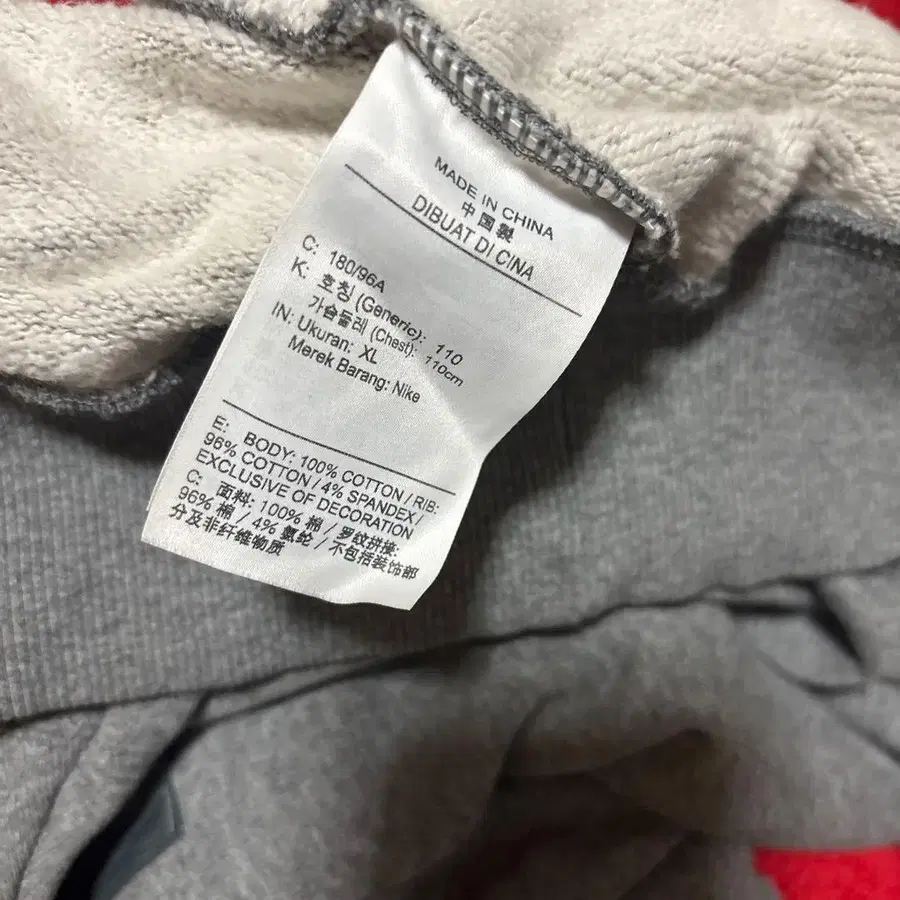 MADE IN CHINA
中国製
DIBUAT DI CINA
C: 180/96A
K: 호칭 (Generic): 110
가슴둘레 (Chest): 110cm
IN: Ukuran: XL
Merek Barang: Nike
E: BODY: 100% COTTON / RIB:
96% COTTON / 4% SPANDEX /
EXCLUSIVE OF DECORATION
C: 面料: 100% 棉 / 罗纹拼接:
96% 棉 / 4% 氨纶 / 不包括装饰部
分及非纤维物质